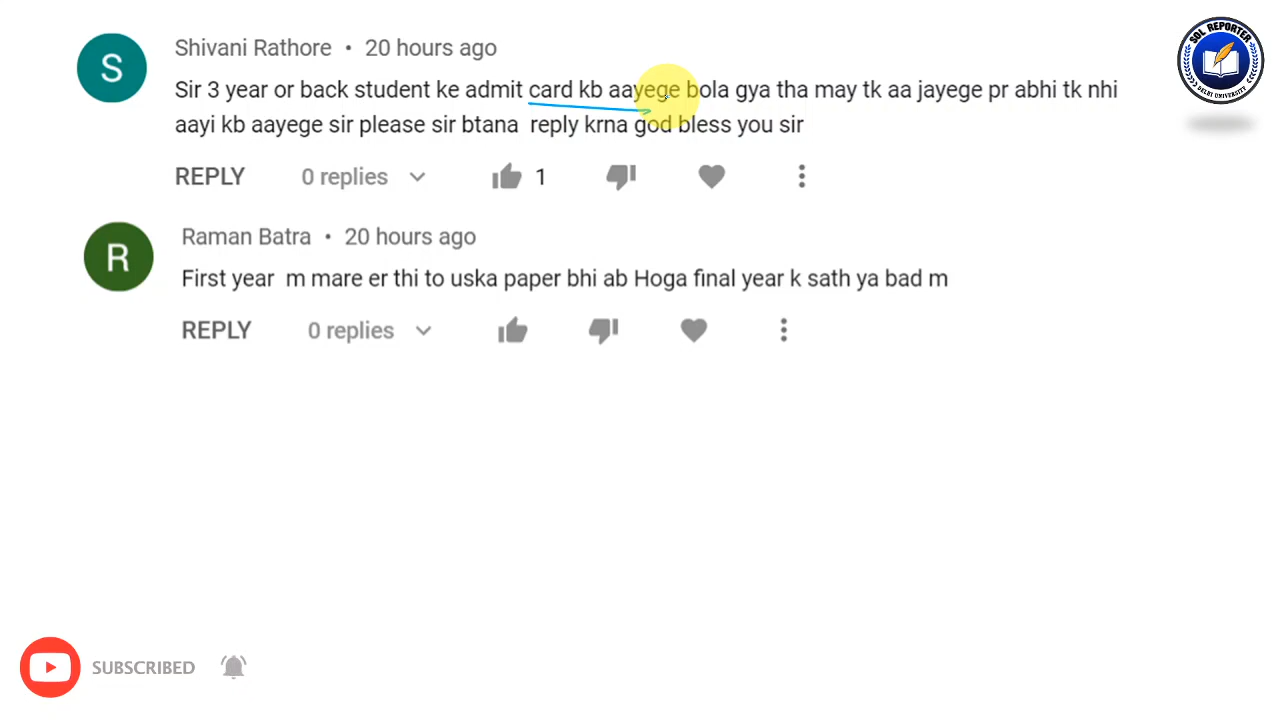 SOL REPORTER
DELHI UNIVERSITY
S
Shivani Rathore • 20 hours ago
Sir 3 year or back student ke admit card kb aayege bola gya tha may tk aa jayege pr abhi tk nhi
aayi kb aayege sir please sir btana reply krna god bless you sir
REPLY 0 replies 1
R
Raman Batra • 20 hours ago
First year m mare er thi to uska paper bhi ab Hoga final year k sath ya bad m
REPLY 0 replies
SUBSCRIBED